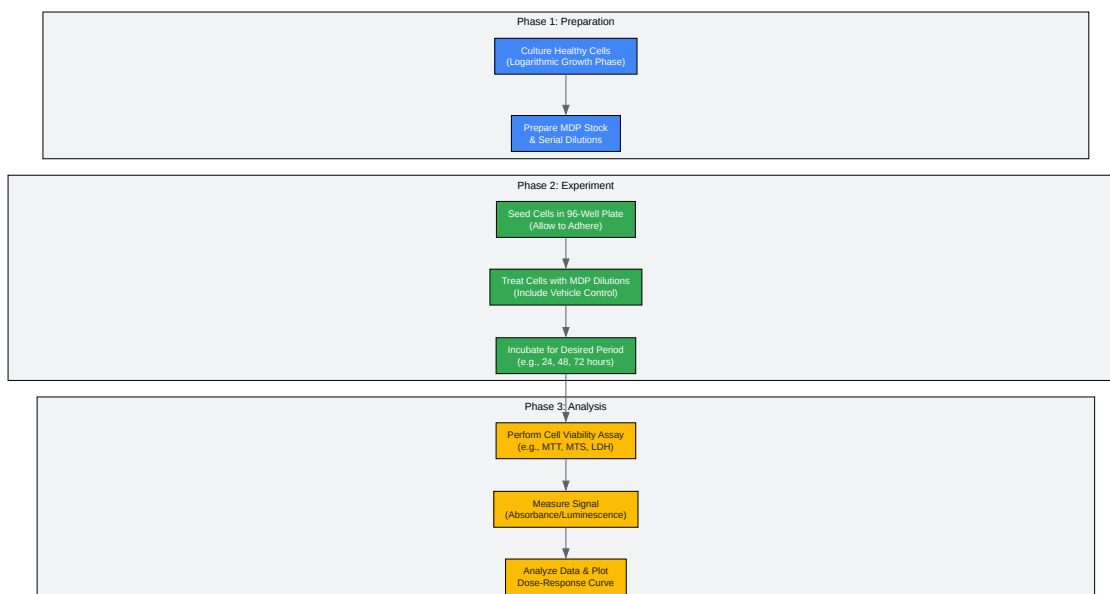 Phase 1: Preparation
Culture Healthy Cells
(Logarithmic Growth Phase)
Prepare MDP Stock
& Serial Dilutions
Phase 2: Experiment
Seed Cells in 96-Well Plate
(Allow to Adhere)
Treat Cells with MDP Dilutions
(Include Vehicle Control)
Incubate for Desired Period
(e.g., 24, 48, 72 hours)
Phase 3: Analysis
Perform Cell Viability Assay
(e.g., MTT, MTS, LDH)
Measure Signal
(Absorbance/Luminescence)
Analyze Data & Plot
Dose-Response Curve